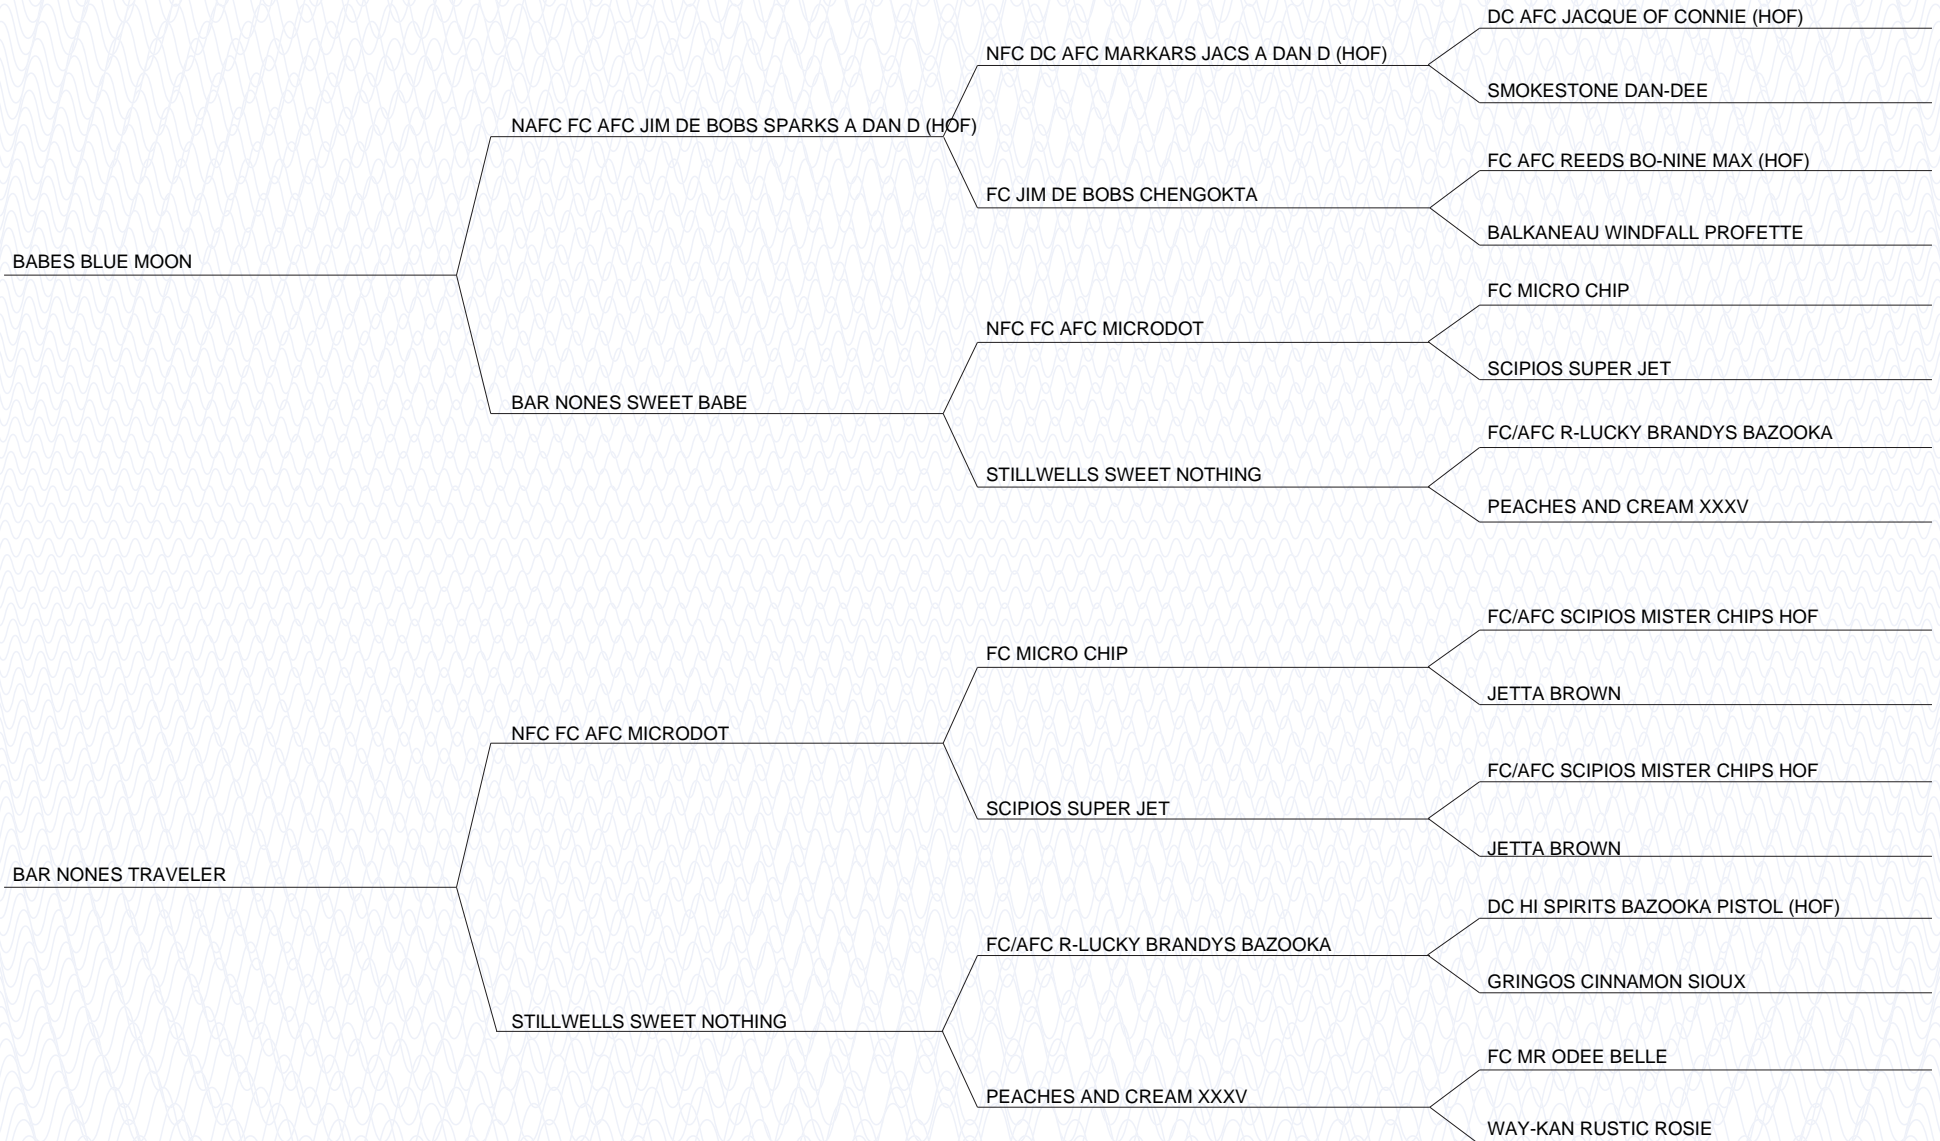 DC AFC JACQUE OF CONNIE (HOF)
NFC DC AFC MARKARS JACS A DAN D (HOF)
SMOKESTONE DAN-DEE
NAFC FC AFC JIM DE BOBS SPARKS A DAN D (HOF)
FC AFC REEDS BO-NINE MAX (HOF)
FC JIM DE BOBS CHENGOKTA
BALKANEAU WINDFALL PROFETTE
BABES BLUE MOON
FC MICRO CHIP
NFC FC AFC MICRODOT
SCIPIOS SUPER JET
BAR NONES SWEET BABE
FC/AFC R-LUCKY BRANDYS BAZOOKA
STILLWELLS SWEET NOTHING
PEACHES AND CREAM XXXV
FC/AFC SCIPIOS MISTER CHIPS HOF
FC MICRO CHIP
JETTA BROWN
NFC FC AFC MICRODOT
FC/AFC SCIPIOS MISTER CHIPS HOF
SCIPIOS SUPER JET
JETTA BROWN
BAR NONES TRAVELER
DC HI SPIRITS BAZOOKA PISTOL (HOF)
FC/AFC R-LUCKY BRANDYS BAZOOKA
GRINGOS CINNAMON SIOUX
STILLWELLS SWEET NOTHING
FC MR ODEE BELLE
PEACHES AND CREAM XXXV
WAY-KAN RUSTIC ROSIE